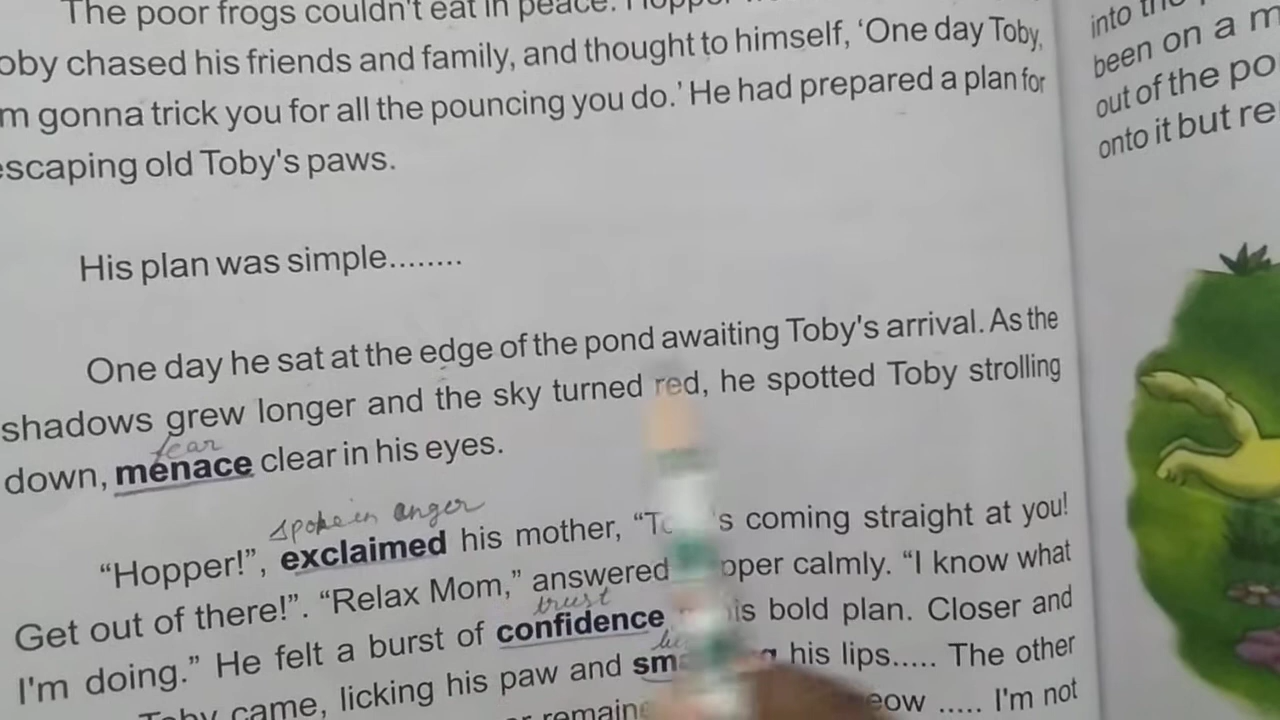 The poor frogs couldn't eat in peace.
oby chased his friends and family, and thought to himself, ‘One day Toby,
m gonna trick you for all the pouncing you do.’ He had prepared a plan for
escaping old Toby's paws.
His plan was simple........
One day he sat at the edge of the pond awaiting Toby's arrival. As the
shadows grew longer and the sky turned red, he spotted Toby strolling
fear
down, menace clear in his eyes.
spoke in anger
“Hopper!”, exclaimed his mother, “T 's coming straight at you!
Get out of there!”. “Relax Mom,” answered pper calmly. “I know what
trust
I'm doing.” He felt a burst of confidence is bold plan. Closer and
Toby came, licking his paw and sm g his lips..... The other
remaine eow ..... I'm not
into
been on a m
out of the po
onto it but re